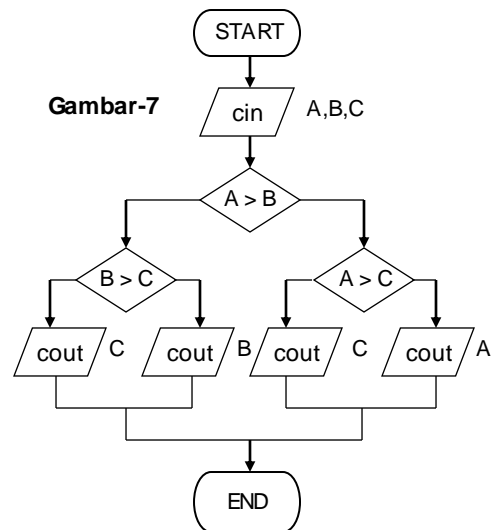 START
Gambar-7
cin A,B,C
A > B
B > C A > C
cout C cout B cout C cout A
END